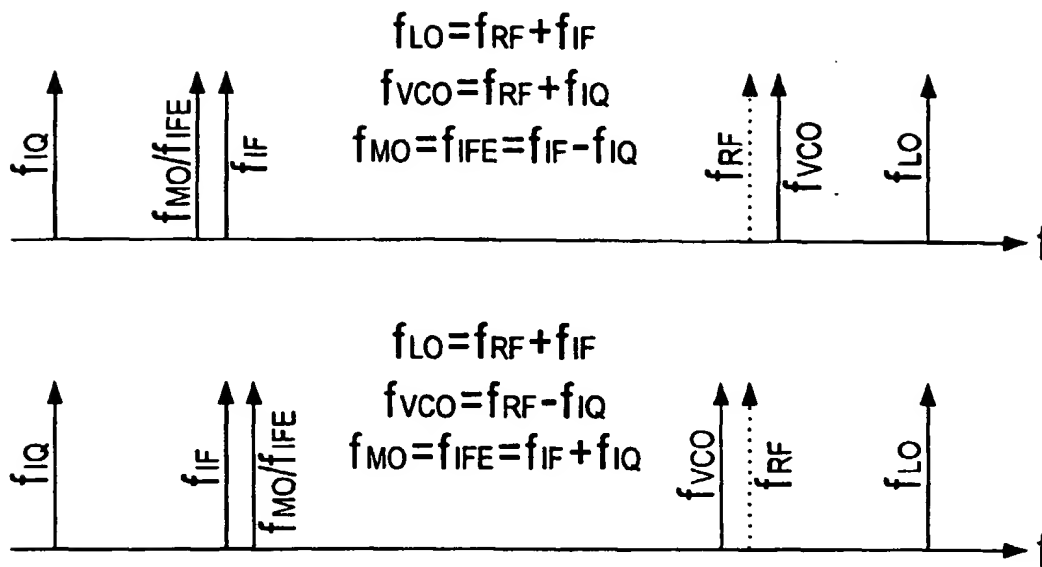 fLO=fRF+fIF
fVCO=fRF+fIQ
fMO=fIFE=fIF-fIQ
fIQ
fMO/fIFE
fIF
fRF
fVCO
fLO
f
fLO=fRF+fIF
fVCO=fRF-fIQ
fMO=fIFE=fIF+fIQ
fIQ
fIF
fMO/fIFE
fVCO
fRF
fLO
f